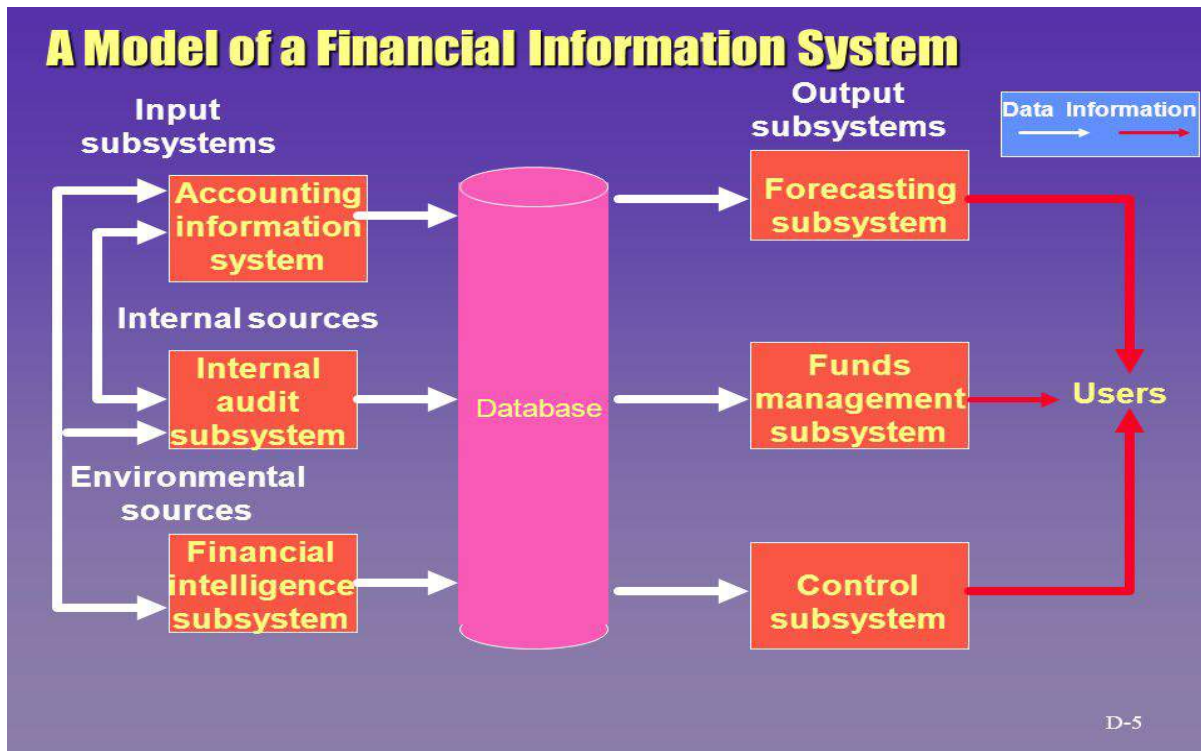 A Model of a Financial Information System
Input
subsystems
Output
subsystems
Data Information
Accounting
information
system
Forecasting
subsystem
Internal sources
Internal
audit
subsystem
Database
Funds
management
subsystem
Users
Environmental
sources
Financial
intelligence
subsystem
Control
subsystem
D-5